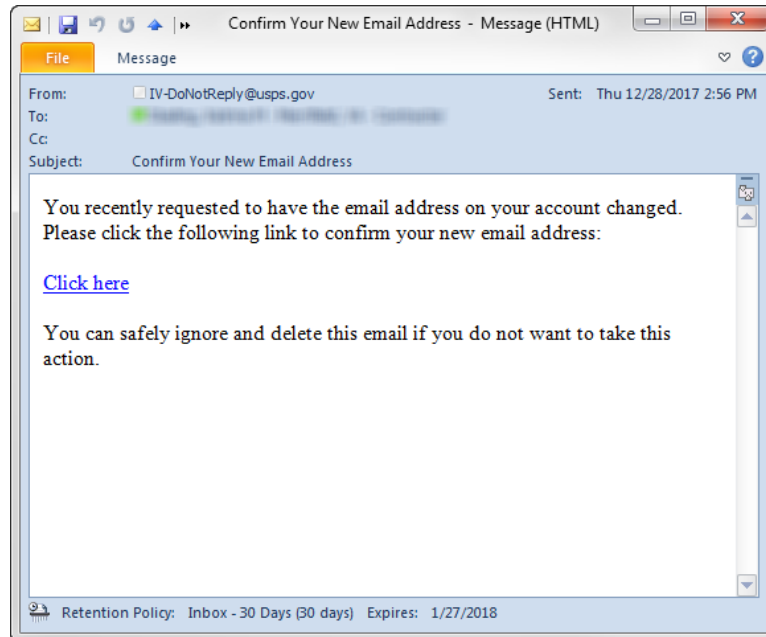 Confirm Your New Email Address - Message (HTML)
File Message
From: IV-DoNotReply@usps.gov Sent: Thu 12/28/2017 2:56 PM
To:
Cc:
Subject: Confirm Your New Email Address
You recently requested to have the email address on your account changed.
Please click the following link to confirm your new email address:
Click here
You can safely ignore and delete this email if you do not want to take this
action.
Retention Policy: Inbox - 30 Days (30 days) Expires: 1/27/2018